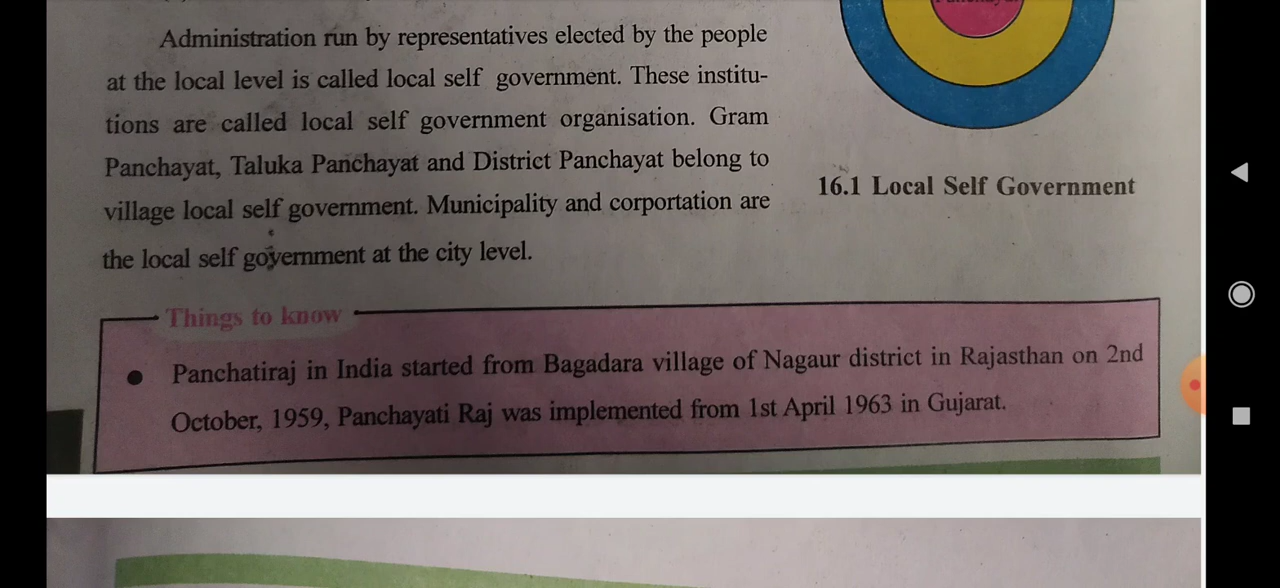 Administration run by representatives elected by the people
at the local level is called local self government. These institu-
tions are called local self government organisation. Gram
Panchayat, Taluka Panchayat and District Panchayat belong to
village local self government. Municipality and corportation are
the local self government at the city level.
16.1 Local Self Government
Things to know
● Panchatiraj in India started from Bagadara village of Nagaur district in Rajasthan on 2nd
October, 1959, Panchayati Raj was implemented from 1st April 1963 in Gujarat.